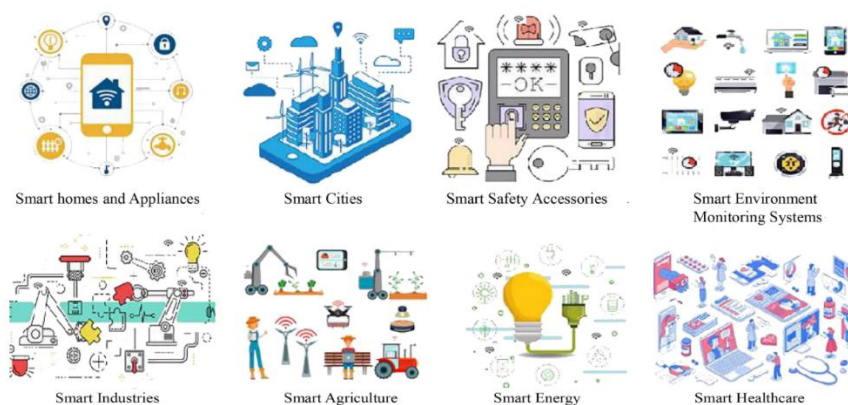 ****
OK
Smart homes and Appliances
Smart Cities
Smart Safety Accessories
Smart Environment
Monitoring Systems
Smart Industries
Smart Agriculture
Smart Energy
Smart Healthcare